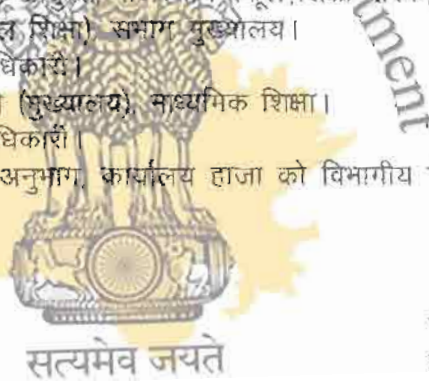 शिक्षा), संभाग मुख्यालय।
धिकारी।
(मुख्यालय), माध्यमिक शिक्षा।
धिकारी।
अनुभाग, कार्यालय हाजा को विभागीय
सत्यमेव जयते